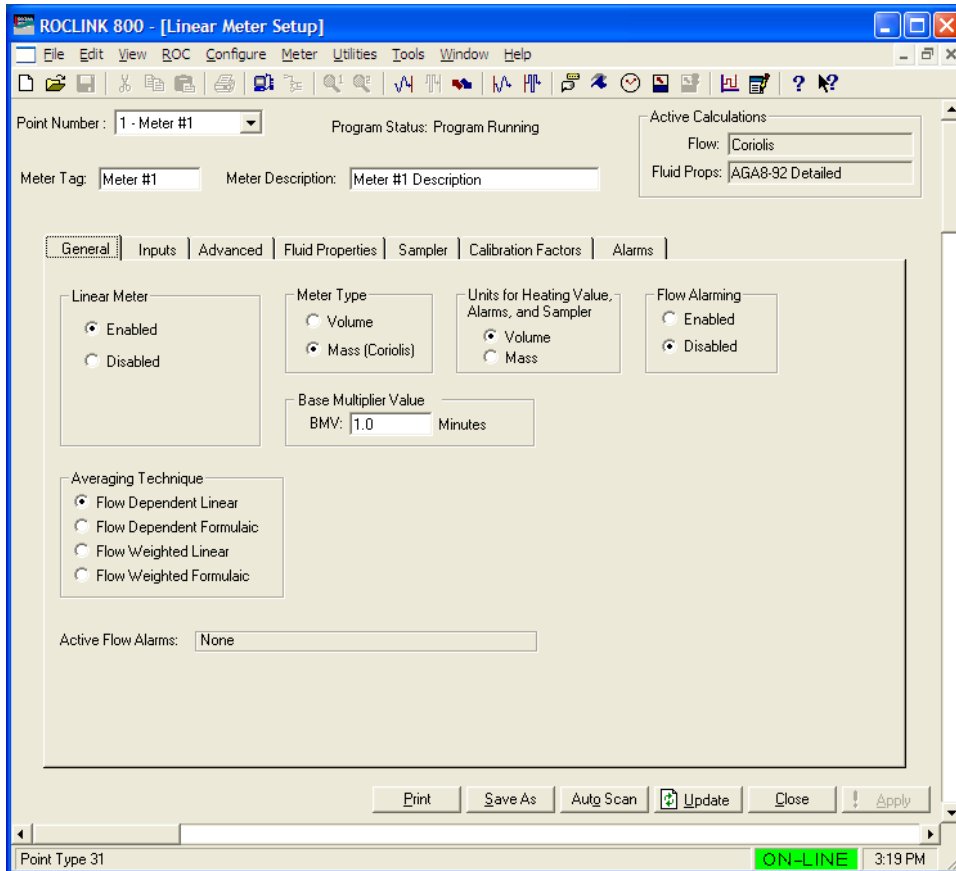 ROCLINK 800 - [Linear Meter Setup]
File Edit View ROC Configure Meter Utilities Tools Window Help
Point Number : 1 - Meter #1
Program Status: Program Running
Active Calculations
Flow: Coriolis
Fluid Props: AGA8-92 Detailed
Meter Tag: Meter #1
Meter Description: Meter #1 Description
General Inputs Advanced Fluid Properties Sampler Calibration Factors Alarms
Linear Meter
Enabled
Disabled
Meter Type
Volume
Mass (Coriolis)
Units for Heating Value,
Alarms, and Sampler
Volume
Mass
Flow Alarming
Enabled
Disabled
Base Multiplier Value
BMV: 1.0 Minutes
Averaging Technique
Flow Dependent Linear
Flow Dependent Formulaic
Flow Weighted Linear
Flow Weighted Formulaic
Active Flow Alarms: None
Print Save As Auto Scan Update Close ! Apply
Point Type 31 ON-LINE 3:19 PM